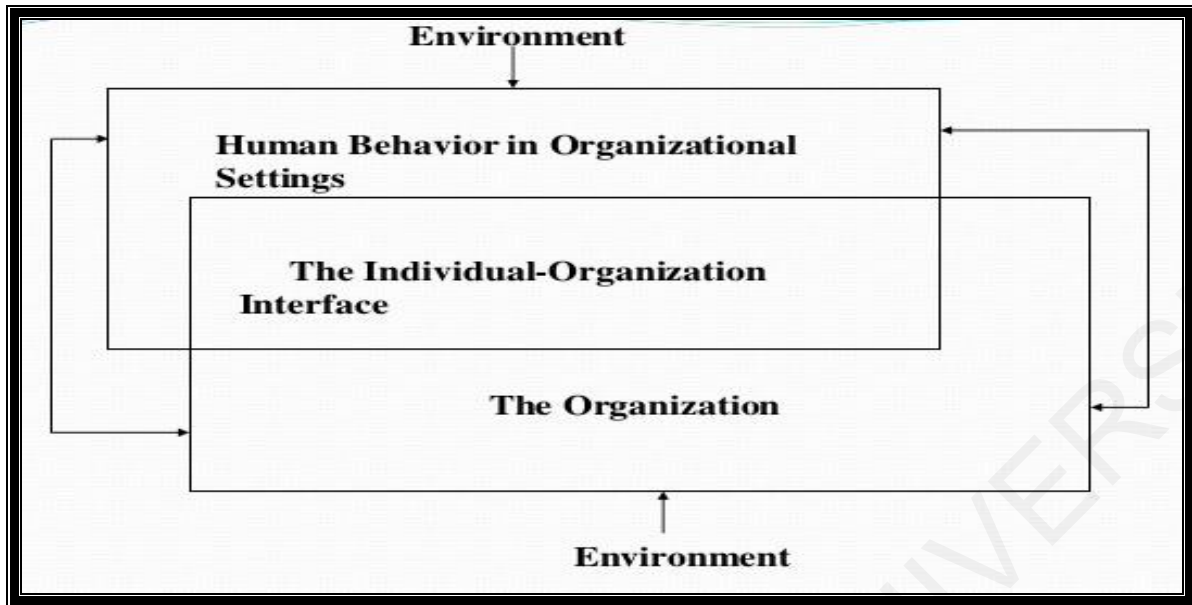 Environment
Human Behavior in Organizational
Settings
The Individual-Organization
Interface
The Organization
Environment